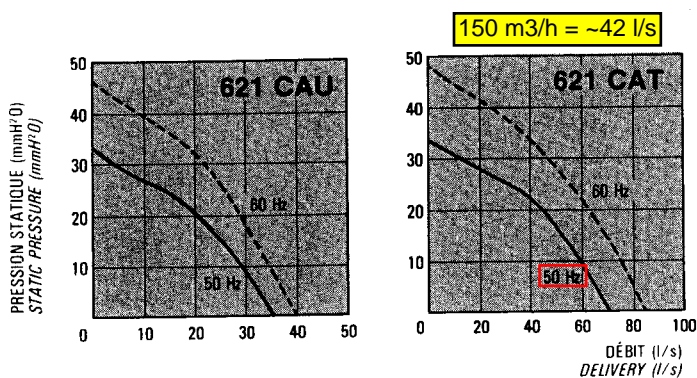 150 m3/h = ~42 l/s
PRESSION STATIQUE (mmH²O)
STATIC PRESSURE (mmH²O)
621 CAU
50
40
30
20
10
0
10
20
30
40
50
60 Hz
50 Hz
621 CAT
50
40
30
20
10
0
20
40
60
80
100
60 Hz
50 Hz
DÉBIT (l/s)
DELIVERY (l/s)